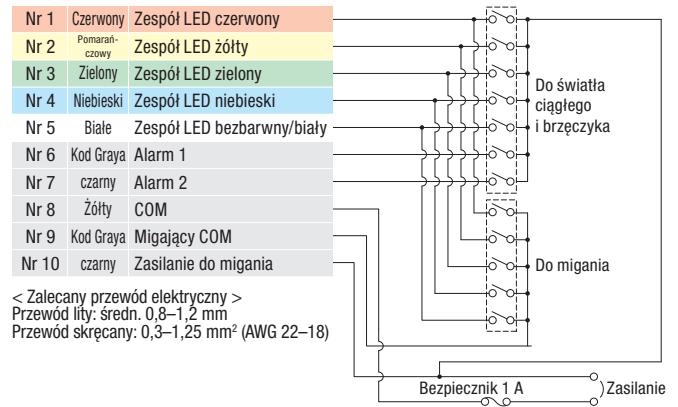 Nr 1 Czerwony Zespół LED czerwony
Nr 2 Pomarań-
czowy Zespół LED żółty
Nr 3 Zielony Zespół LED zielony
Nr 4 Niebieski Zespół LED niebieski
Nr 5 Białe Zespół LED bezbarwny/biały
Nr 6 Kod Graya Alarm 1
Nr 7 czarny Alarm 2
Nr 8 Żółty COM
Nr 9 Kod Graya Migający COM
Nr 10 czarny Zasilanie do migania
Do światła
ciągłego
i brzęczyka
Do migania
< Zalecany przewód elektryczny >
Przewód lity: średn. 0,8–1,2 mm
Przewód skręcany: 0,3–1,25 mm² (AWG 22–18)
Bezpiecznik 1 A
Zasilanie